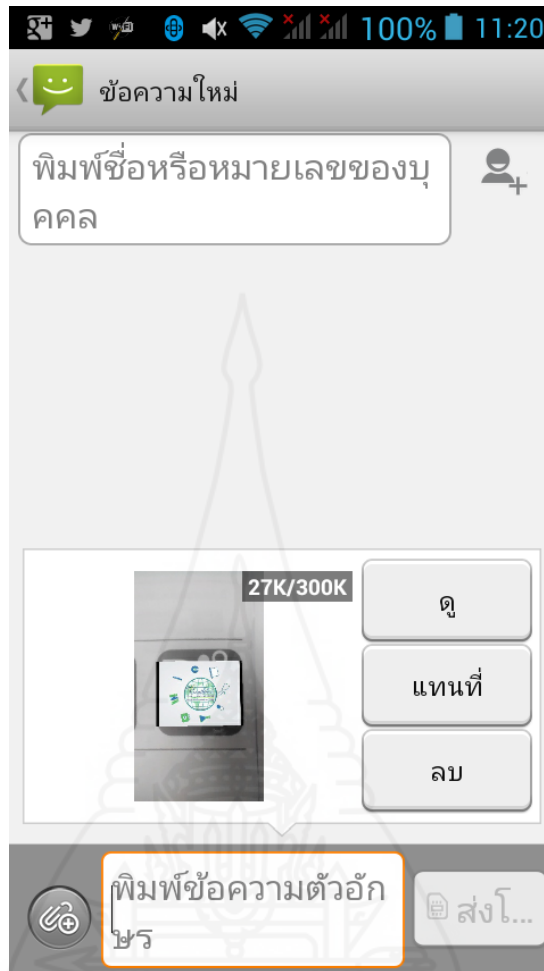 100% 11:20
ข้อความใหม่
พิมพ์ชื่อหรือหมายเลขของบุ
คคล
27K/300K
ดู
แทนที่
ลบ
พิมพ์ข้อความตัวอัก
ษร
ส่งโ...